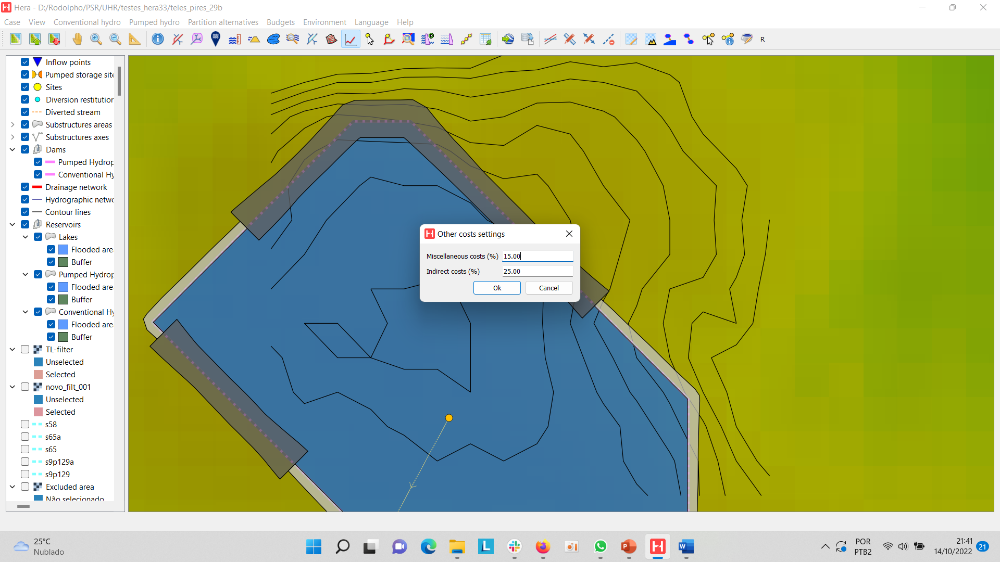 Hera - D:/Rodolpho/PSR/UHR/testes_hera33/teles_pires_29b
Case View Conventional hydro Pumped hydro Partition alternatives Budgets Environment Language Help
R
Inflow points
Pumped storage site
Sites
Diversion restitution
Diverted stream
Substructures areas
Substructures axes
Dams
Pumped Hydrop
Conventional Hy
Drainage network
Hydrographic netwo
Contour lines
Reservoirs
Lakes
Flooded are
Buffer
Pumped Hydrop
Flooded are
Buffer
Conventional Hy
Flooded are
Buffer
TL-filter
Unselected
Selected
novo_filt_001
Unselected
Selected
s58
s65a
s65
s9p129a
s9p129
Excluded area
Não selecionado
Other costs settings
Miscellaneous costs (%) 15.00
Indirect costs (%) 25.00
Ok Cancel
25°C
Nublado
POR
PTB2
21:41
14/10/2022
21